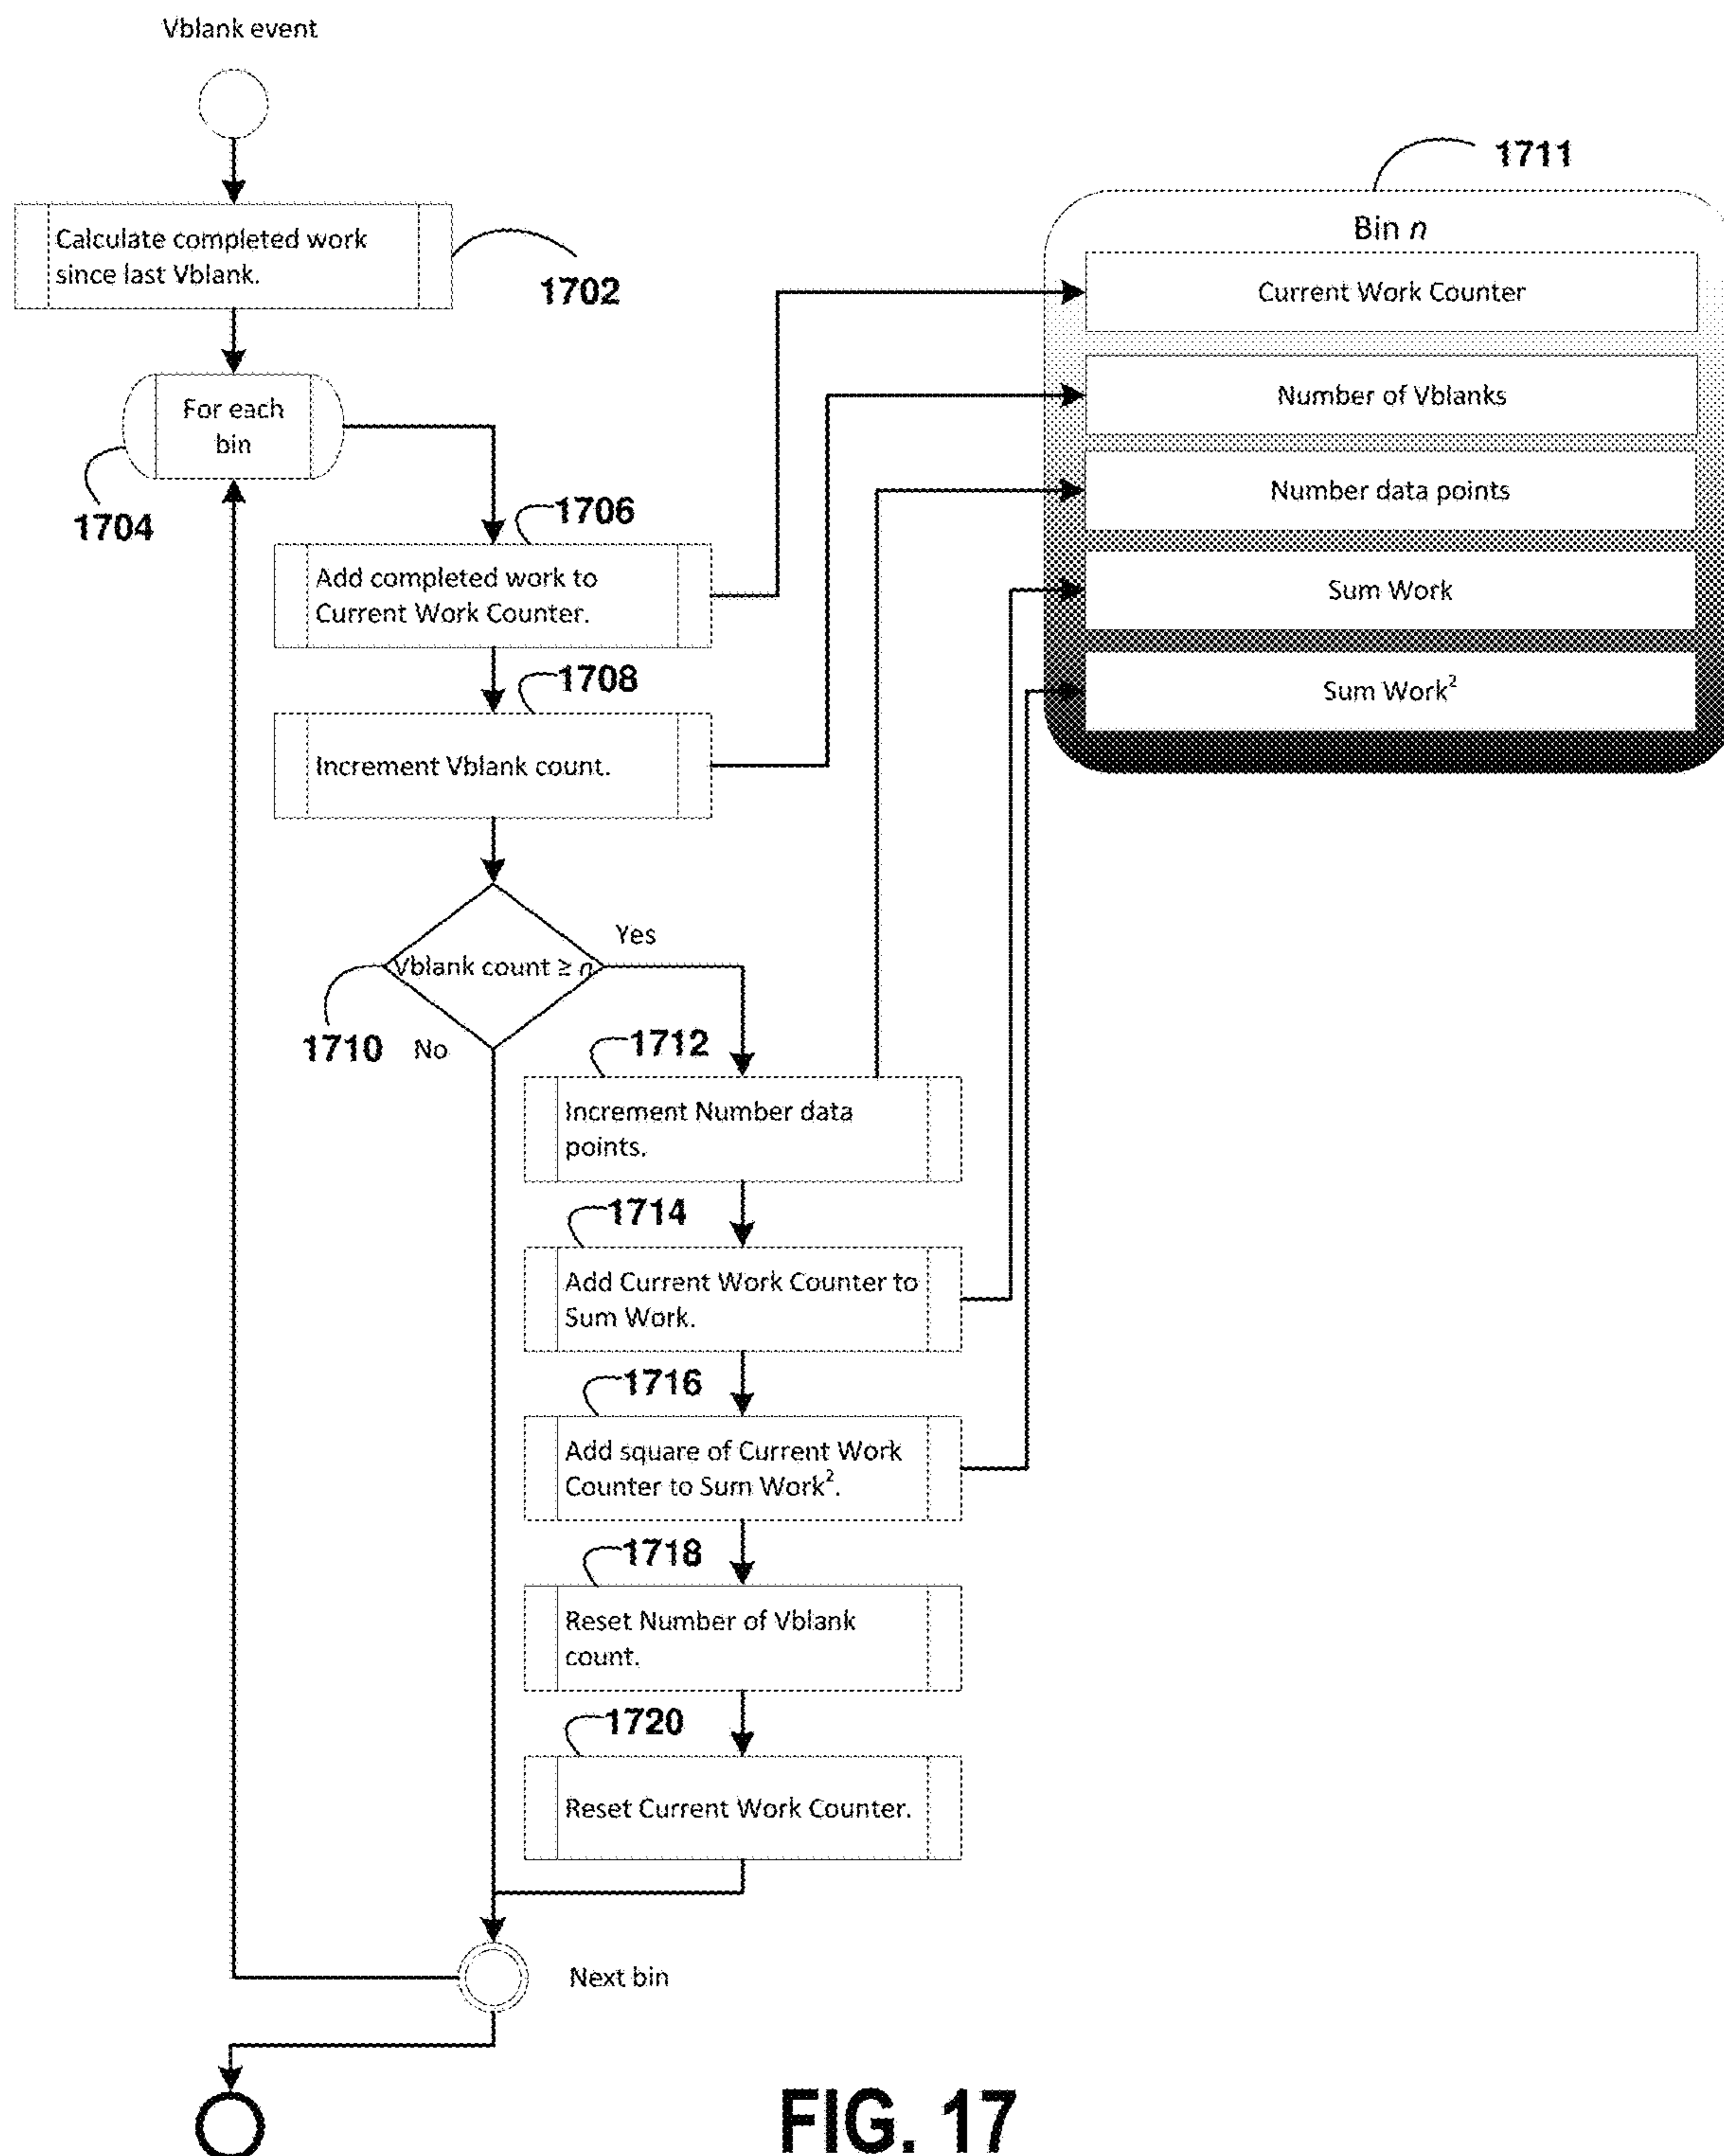 Vblank event
Calculate completed work
since last Vblank.
1702
For each
bin
1704
1706
Add completed work to
Current Work Counter.
1708
Increment Vblank count.
Vblank count ≥ n
Yes
1710
No
1712
Increment Number data
points.
1714
Add Current Work Counter to
Sum Work.
1716
Add square of Current Work
Counter to Sum Work².
1718
Reset Number of Vblank
count.
1720
Reset Current Work Counter.
Next bin
1711
Bin n
Current Work Counter
Number of Vblanks
Number data points
Sum Work
Sum Work²
FIG. 17